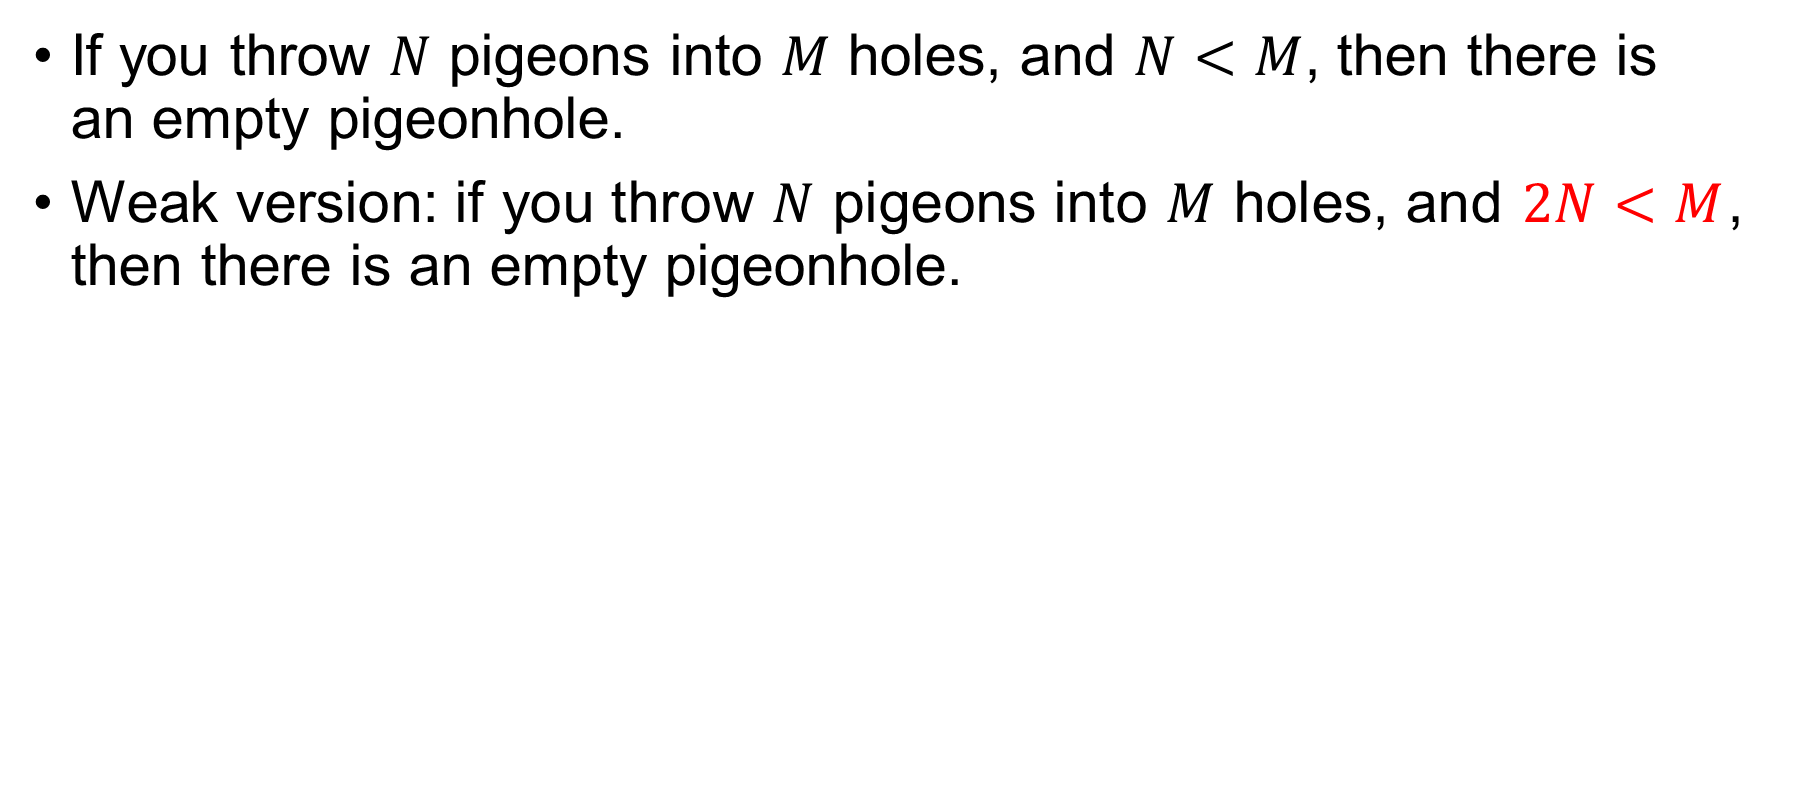 • If you throw N pigeons into M holes, and N < M, then there is
an empty pigeonhole.
• Weak version: if you throw N pigeons into M holes, and 2N < M,
then there is an empty pigeonhole.